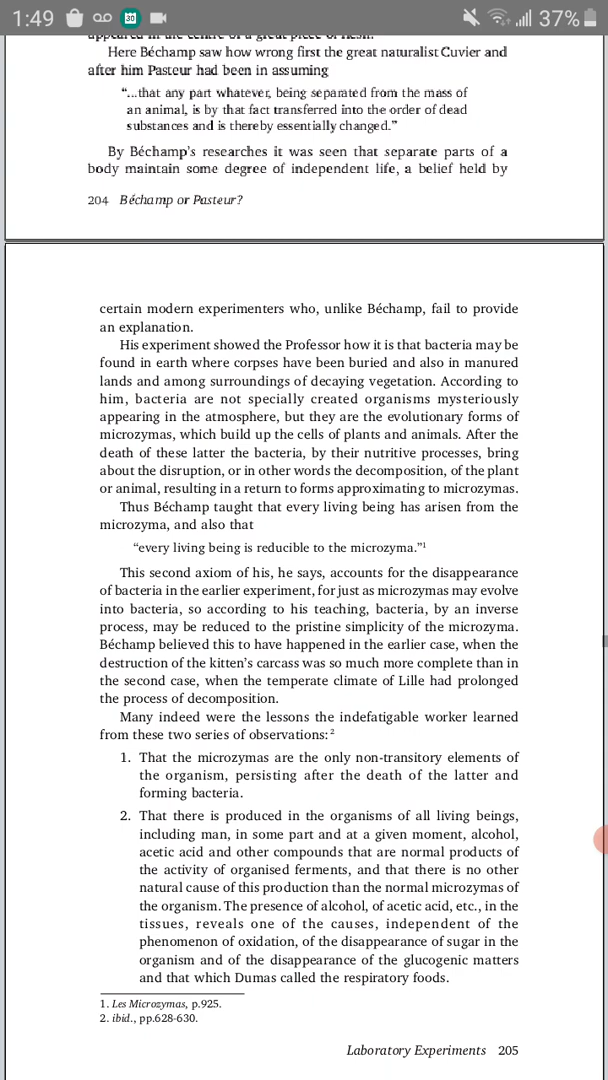 1:49
30
37%
appeared in the centre of a great piece of flesh.
Here Béchamp saw how wrong first the great naturalist Cuvier and
after him Pasteur had been in assuming
“...that any part whatever, being separated from the mass of
an animal, is by that fact transferred into the order of dead
substances and is thereby essentially changed.”
By Béchamp’s researches it was seen that separate parts of a
body maintain some degree of independent life, a belief held by
204 Béchamp or Pasteur?
certain modern experimenters who, unlike Béchamp, fail to provide
an explanation.
His experiment showed the Professor how it is that bacteria may be
found in earth where corpses have been buried and also in manured
lands and among surroundings of decaying vegetation. According to
him, bacteria are not specially created organisms mysteriously
appearing in the atmosphere, but they are the evolutionary forms of
microzymas, which build up the cells of plants and animals. After the
death of these latter the bacteria, by their nutritive processes, bring
about the disruption, or in other words the decomposition, of the plant
or animal, resulting in a return to forms approximating to microzymas.
Thus Béchamp taught that every living being has arisen from the
microzyma, and also that
“every living being is reducible to the microzyma.”¹
This second axiom of his, he says, accounts for the disappearance
of bacteria in the earlier experiment, for just as microzymas may evolve
into bacteria, so according to his teaching, bacteria, by an inverse
process, may be reduced to the pristine simplicity of the microzyma.
Béchamp believed this to have happened in the earlier case, when the
destruction of the kitten’s carcass was so much more complete than in
the second case, when the temperate climate of Lille had prolonged
the process of decomposition.
Many indeed were the lessons the indefatigable worker learned
from these two series of observations:²
1. That the microzymas are the only non-transitory elements of
the organism, persisting after the death of the latter and
forming bacteria.
2. That there is produced in the organisms of all living beings,
including man, in some part and at a given moment, alcohol,
acetic acid and other compounds that are normal products of
the activity of organised ferments, and that there is no other
natural cause of this production than the normal microzymas of
the organism. The presence of alcohol, of acetic acid, etc., in the
tissues, reveals one of the causes, independent of the
phenomenon of oxidation, of the disappearance of sugar in the
organism and of the disappearance of the glucogenic matters
and that which Dumas called the respiratory foods.
1. Les Microzymas, p.925.
2. ibid., pp.628-630.
Laboratory Experiments 205